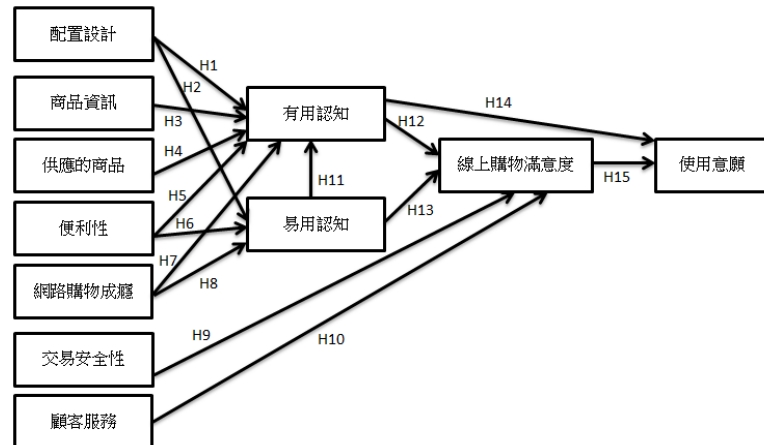 配置設計
H1
H2
商品資訊
H3
有用認知
H14
H12
供應的商品
H4
線上購物滿意度
H15
使用意願
H11
便利性
H5
H6
易用認知
H13
H7
網路購物成癮
H8
H9
H10
交易安全性
顧客服務